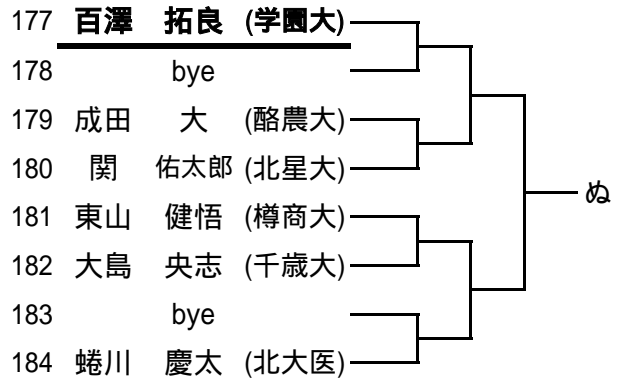 177 百澤 拓良 (学園大)
178 bye
179 成田 大 (酪農大)
180 関 佑太郎 (北星大)
181 東山 健悟 (樽商大)
182 大島 央志 (千歳大)
183 bye
184 蜷川 慶太 (北大医)
ぬ